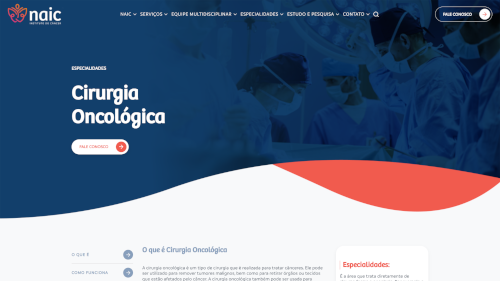 naic
INSTITUTO DO CÂNCER
NAIC SERVIÇOS EQUIPE MULTIDISCIPLINAR ESPECIALIDADES ESTUDO E PESQUISA CONTATO
FALE CONOSCO
ESPECIALIDADES
Cirurgia
Oncológica
FALE CONOSCO
O QUE É
COMO FUNCIONA
O que é Cirurgia Oncológica
A cirurgia oncológica é um tipo de cirurgia que é realizada para tratar cânceres. Ela pode
ser usada para remover tumores malignos, bem como para retirar órgãos ou tecidos
que estão afetados pelo câncer. A cirurgia oncológica também pode ser usada para
Especialidades:
É a área que trata diretamente de